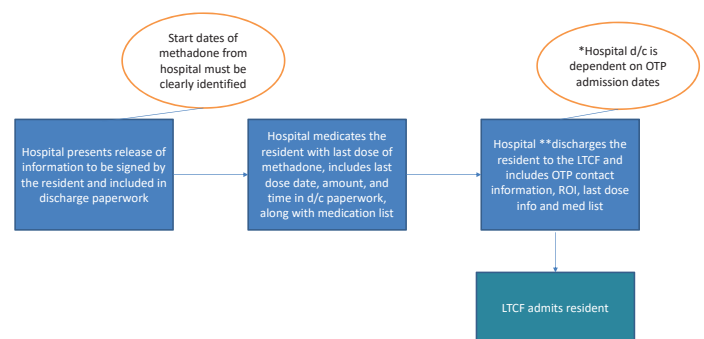 Start dates of
methadone from
hospital must be
clearly identified
*Hospital d/c is
dependent on OTP
admission dates
Hospital presents release of
information to be signed by
the resident and included in
discharge paperwork
Hospital medicates the
resident with last dose of
methadone, includes last
dose date, amount, and
time in d/c paperwork,
along with medication list
Hospital **discharges the
resident to the LTCF and
includes OTP contact
information, ROI, last dose
info and med list
LTCF admits resident